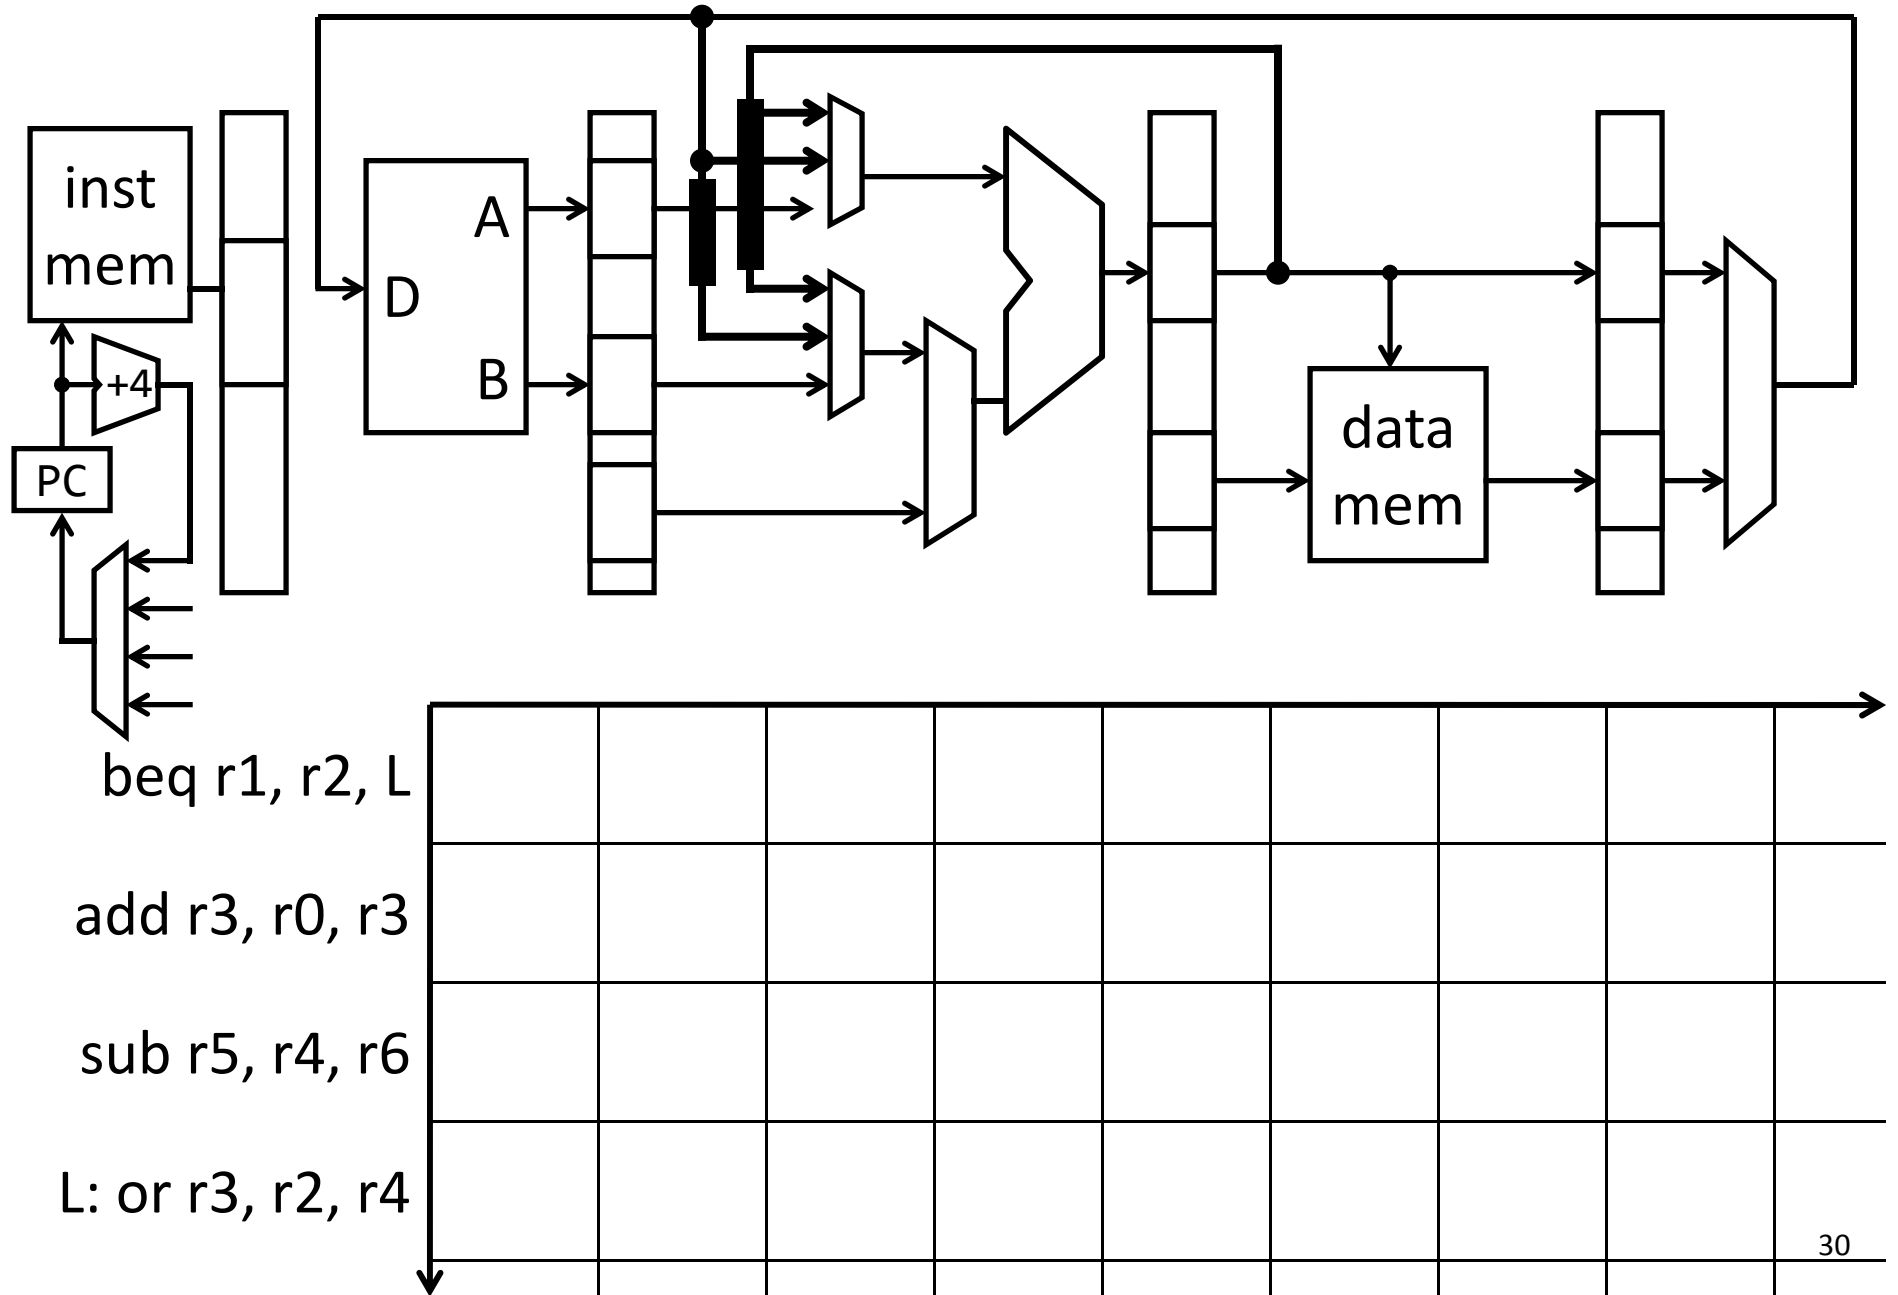 inst
mem
+4
PC
D
A
B
data
mem
beq r1, r2, L
add r3, r0, r3
sub r5, r4, r6
L: or r3, r2, r4
30